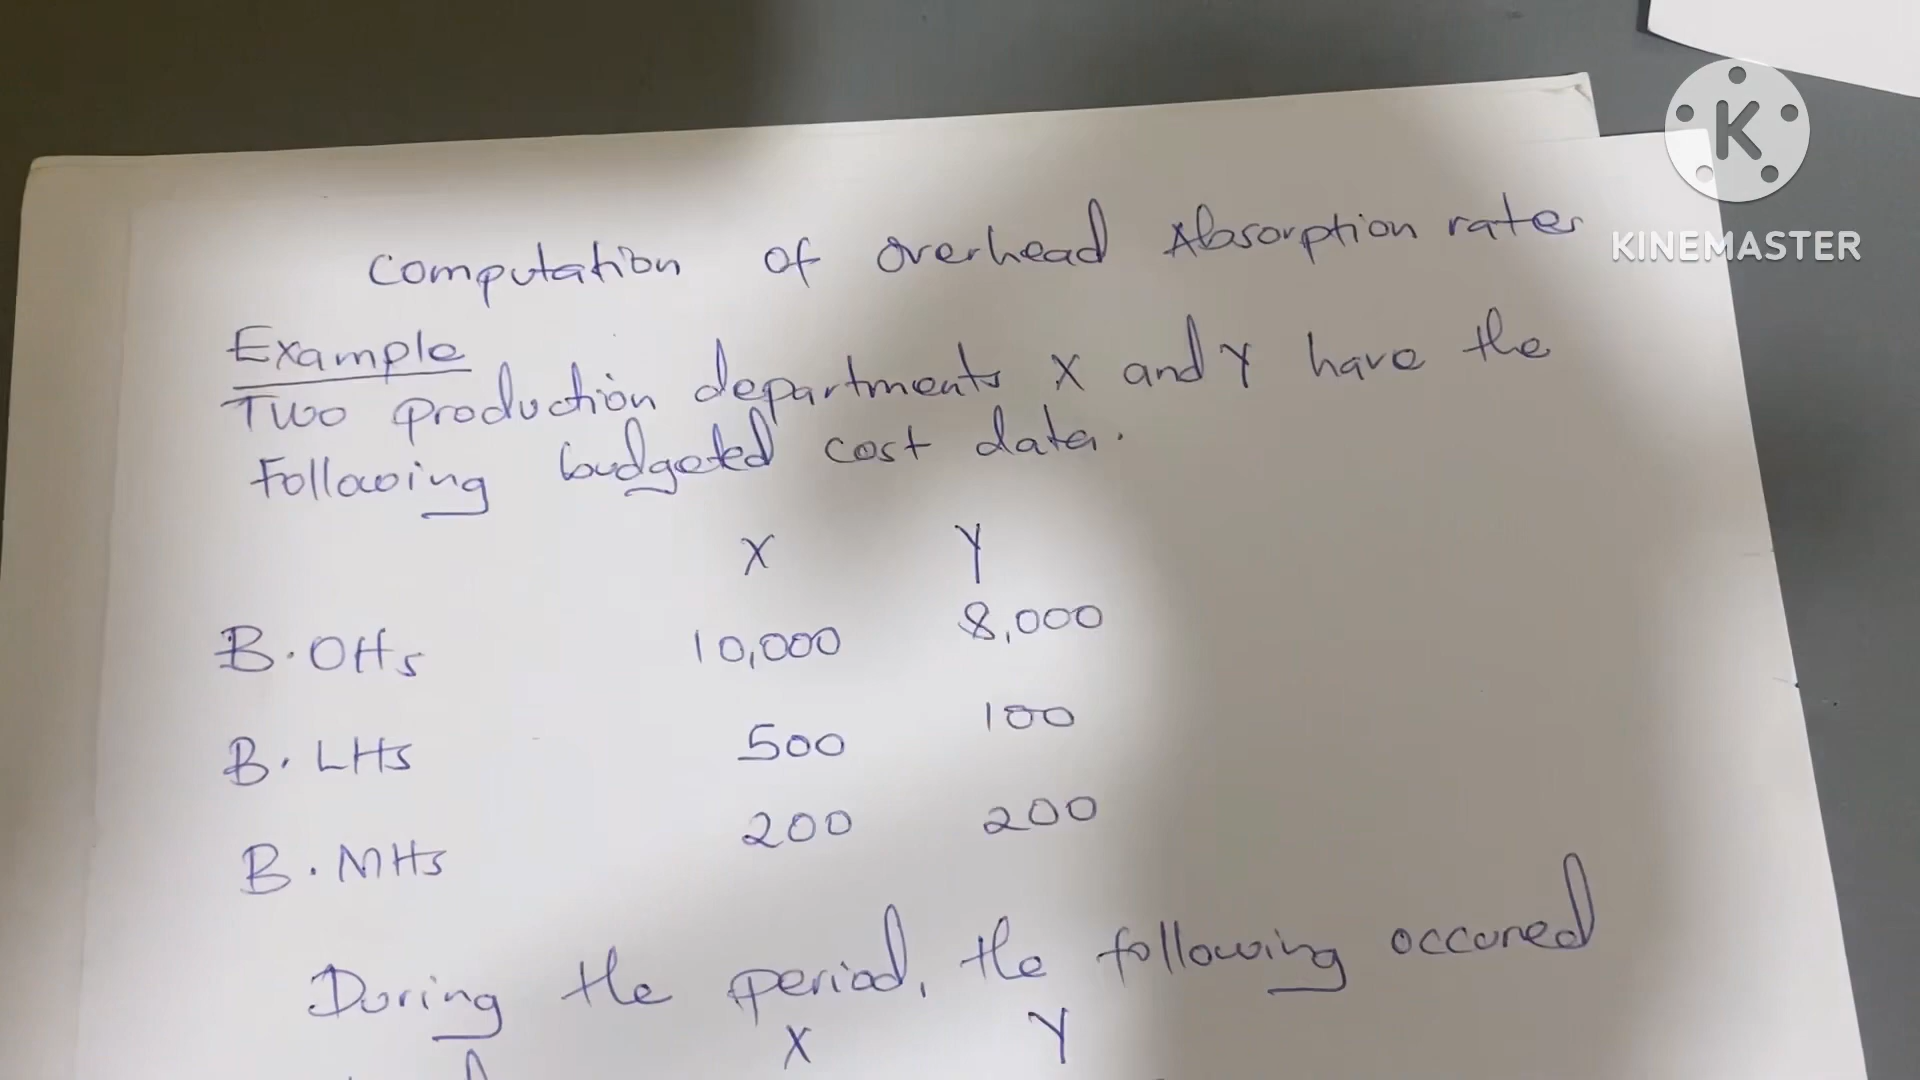 KINEMASTER
Computation of overhead Absorption rates
Example
Two production departments X and Y have the
Following budgeted cost data.
X Y
B.OHs 10,000 8,000
B.LHs 500 100
B.MHs 200 200
During the period, the following occured
X Y